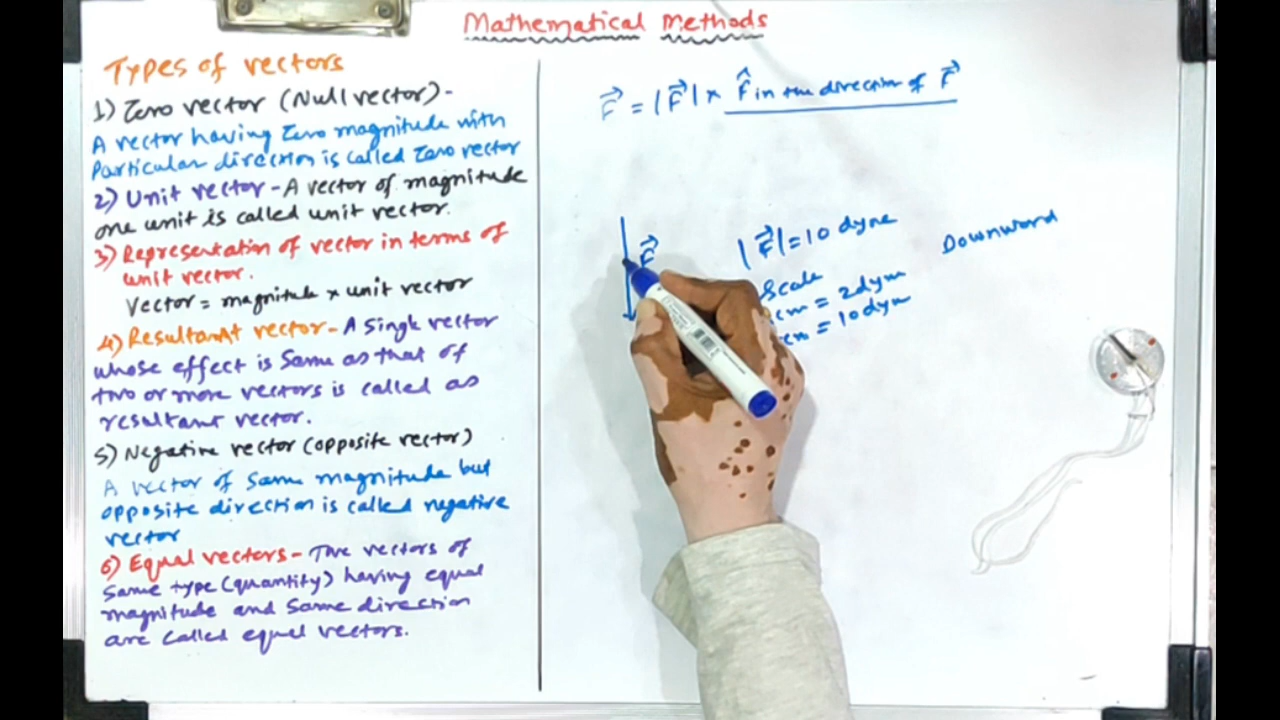 Mathematical Methods
Types of vectors
1) Zero vector (Null vector) -
A vector having Zero magnitude with
Particular direction is called Zero vector
2) Unit vector - A vector of magnitude
one unit is called unit vector.
3) Representation of vector in terms of
unit vector.
Vector = magnitude × unit vector
4) Resultant vector - A Single vector
whose effect is Same as that of
two or more vectors is called as
resultant vector.
5) Negative vector (opposite vector)
A vector of Same magnitude but
opposite direction is called negative
vector
6) Equal vectors - Two vectors of
Same type (quantity) having equal
magnitude and Same direction
are called equal vectors.
F⃗ = |F⃗| × F̂ in the direction of F⃗
F⃗
|F⃗| = 10 dyne
Downword
Scale
cm = 2dyn
cm = 10dyn